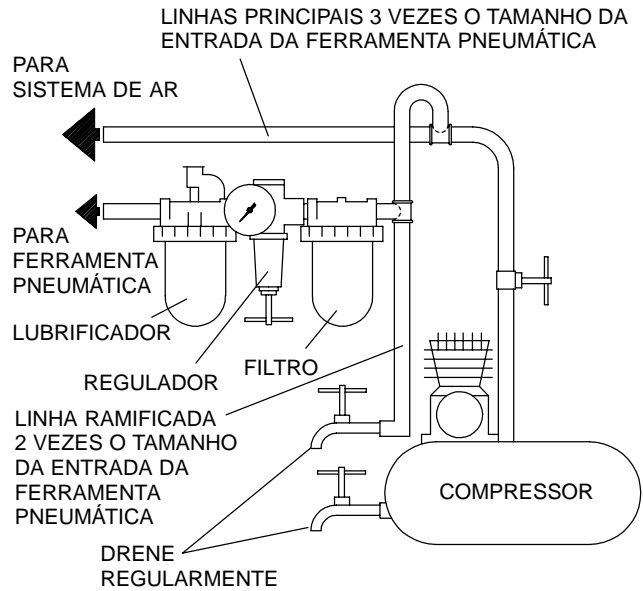 LINHAS PRINCIPAIS 3 VEZES O TAMANHO DA
ENTRADA DA FERRAMENTA PNEUMÁTICA
PARA
SISTEMA DE AR
PARA
FERRAMENTA
PNEUMÁTICA
LUBRIFICADOR
REGULADOR
FILTRO
LINHA RAMIFICADA
2 VEZES O TAMANHO
DA ENTRADA DA
FERRAMENTA
PNEUMÁTICA
COMPRESSOR
DRENE
REGULARMENTE